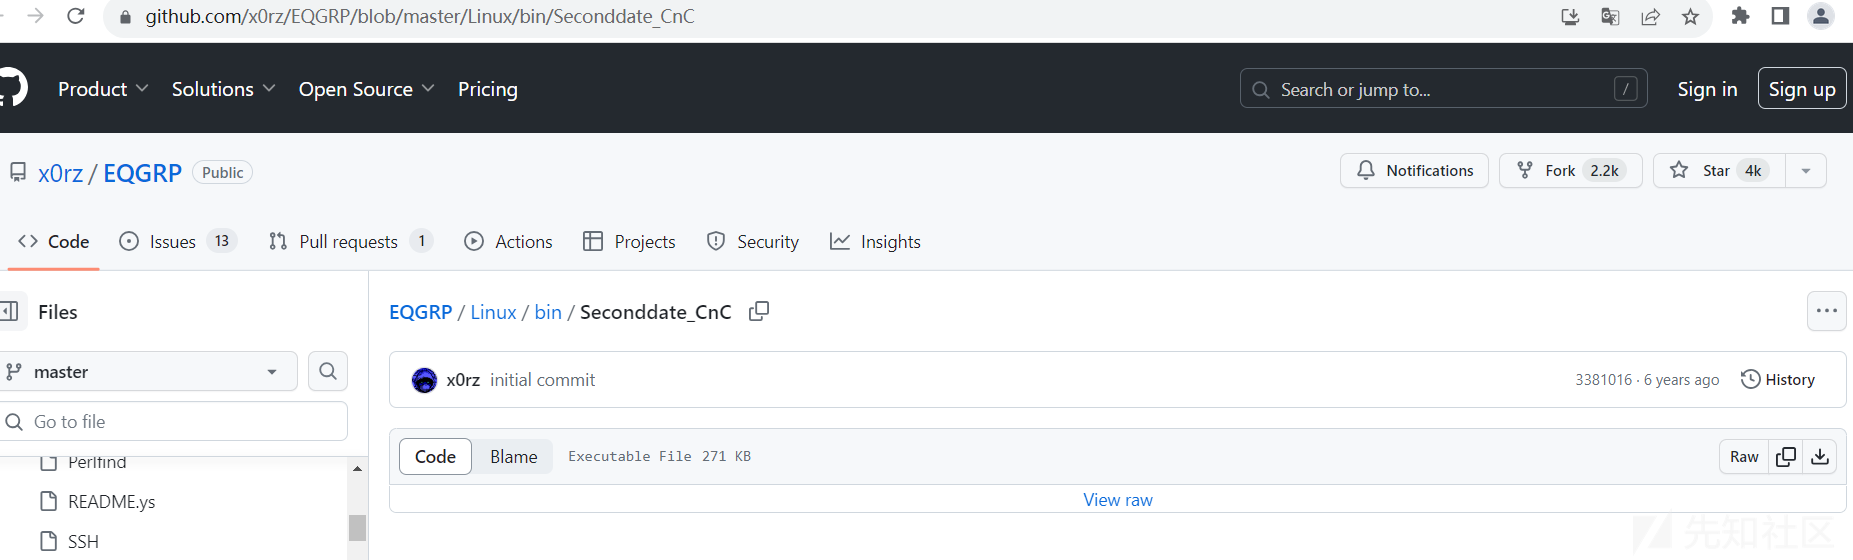 github.com/x0rz/EQGRP/blob/master/Linux/bin/Seconddate_CnC
Product Solutions Open Source Pricing Search or jump to... / Sign in Sign up
x0rz / EQGRP Public Notifications Fork 2.2k Star 4k
Code Issues 13 Pull requests 1 Actions Projects Security Insights
Files EQGRP / Linux / bin / Seconddate_CnC
master x0rz initial commit 3381016 · 6 years ago History
Go to file
Code Blame Executable File 271 KB Raw
Perlfind
README.ys View raw
SSH
先知社区